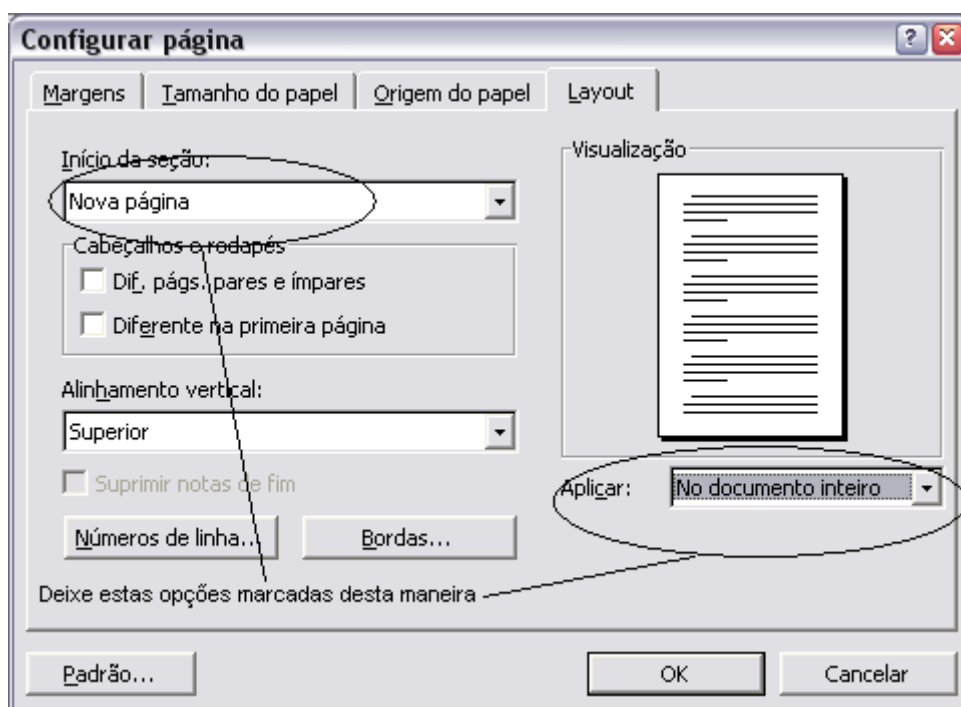 Configurar página
Margens
Tamanho do papel
Origem do papel
Layout
Início da seção:
Nova página
Cabeçalhos e rodapés
Dif. págs. pares e ímpares
Diferente na primeira página
Alinhamento vertical:
Superior
Suprimir notas de fim
Números de linha...
Bordas...
Visualização
Aplicar:
No documento inteiro
Deixe estas opções marcadas desta maneira
Padrão...
OK
Cancelar